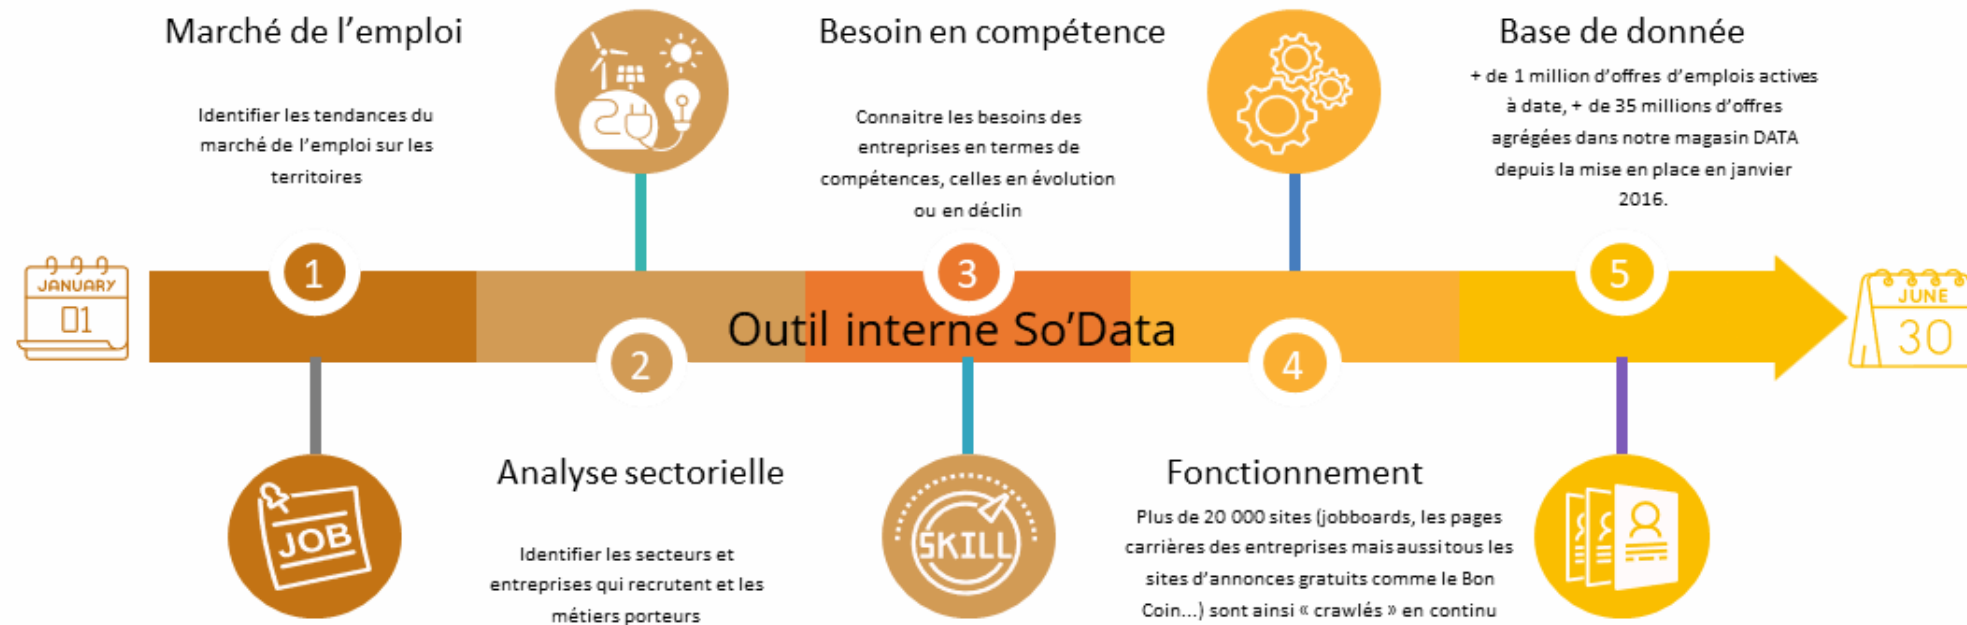 Marché de l'emploi
Identifier les tendances du
marché de l'emploi sur les
territoires
Besoin en compétence
Connaitre les besoins des
entreprises en termes de
compétences, celles en évolution
ou en déclin
Base de donnée
+ de 1 million d'offres d'emplois actives
à date, + de 35 millions d'offres
agrégées dans notre magasin DATA
depuis la mise en place en janvier
2016.
JANUARY
01
1
2
3
4
5
Outil interne So'Data
JUNE
30
JOB
Analyse sectorielle
Identifier les secteurs et
entreprises qui recrutent et les
métiers porteurs
SKILL
Fonctionnement
Plus de 20 000 sites (jobboards, les pages
carrières des entreprises mais aussi tous les
sites d'annonces gratuits comme le Bon
Coin...) sont ainsi « crawlés » en continu